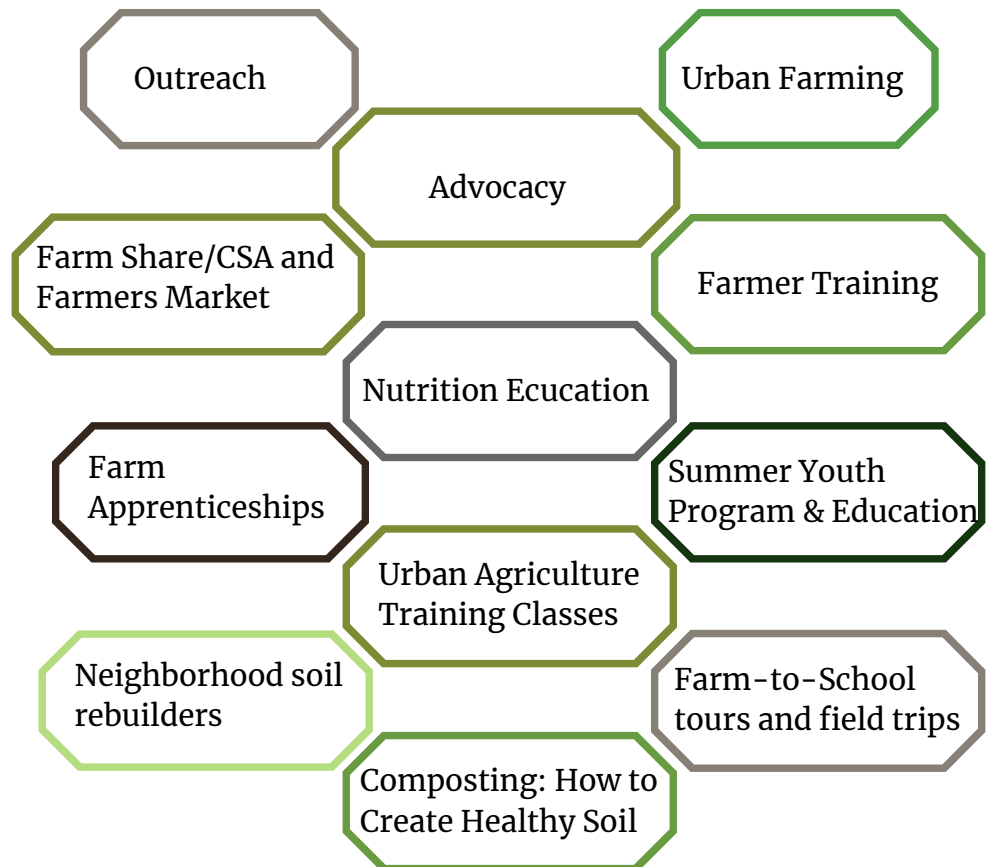 Outreach
Urban Farming
Advocacy
Farm Share/CSA and
Farmers Market
Farmer Training
Nutrition Ecucation
Farm
Apprenticeships
Summer Youth
Program & Education
Urban Agriculture
Training Classes
Neighborhood soil
rebuilders
Farm-to-School
tours and field trips
Composting: How to
Create Healthy Soil